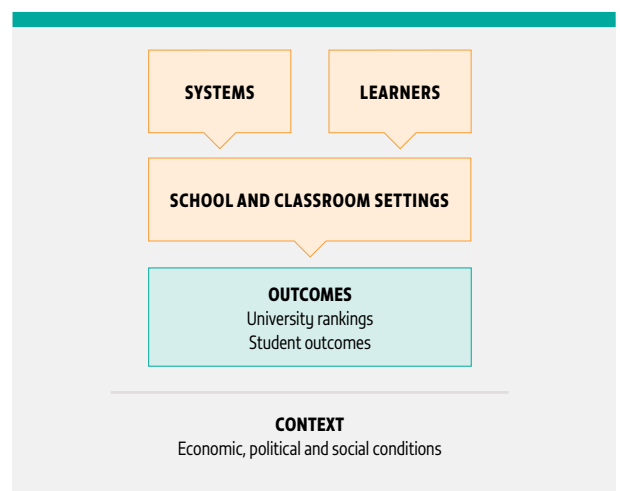 SYSTEMS
LEARNERS
SCHOOL AND CLASSROOM SETTINGS
OUTCOMES
University rankings
Student outcomes
CONTEXT
Economic, political and social conditions